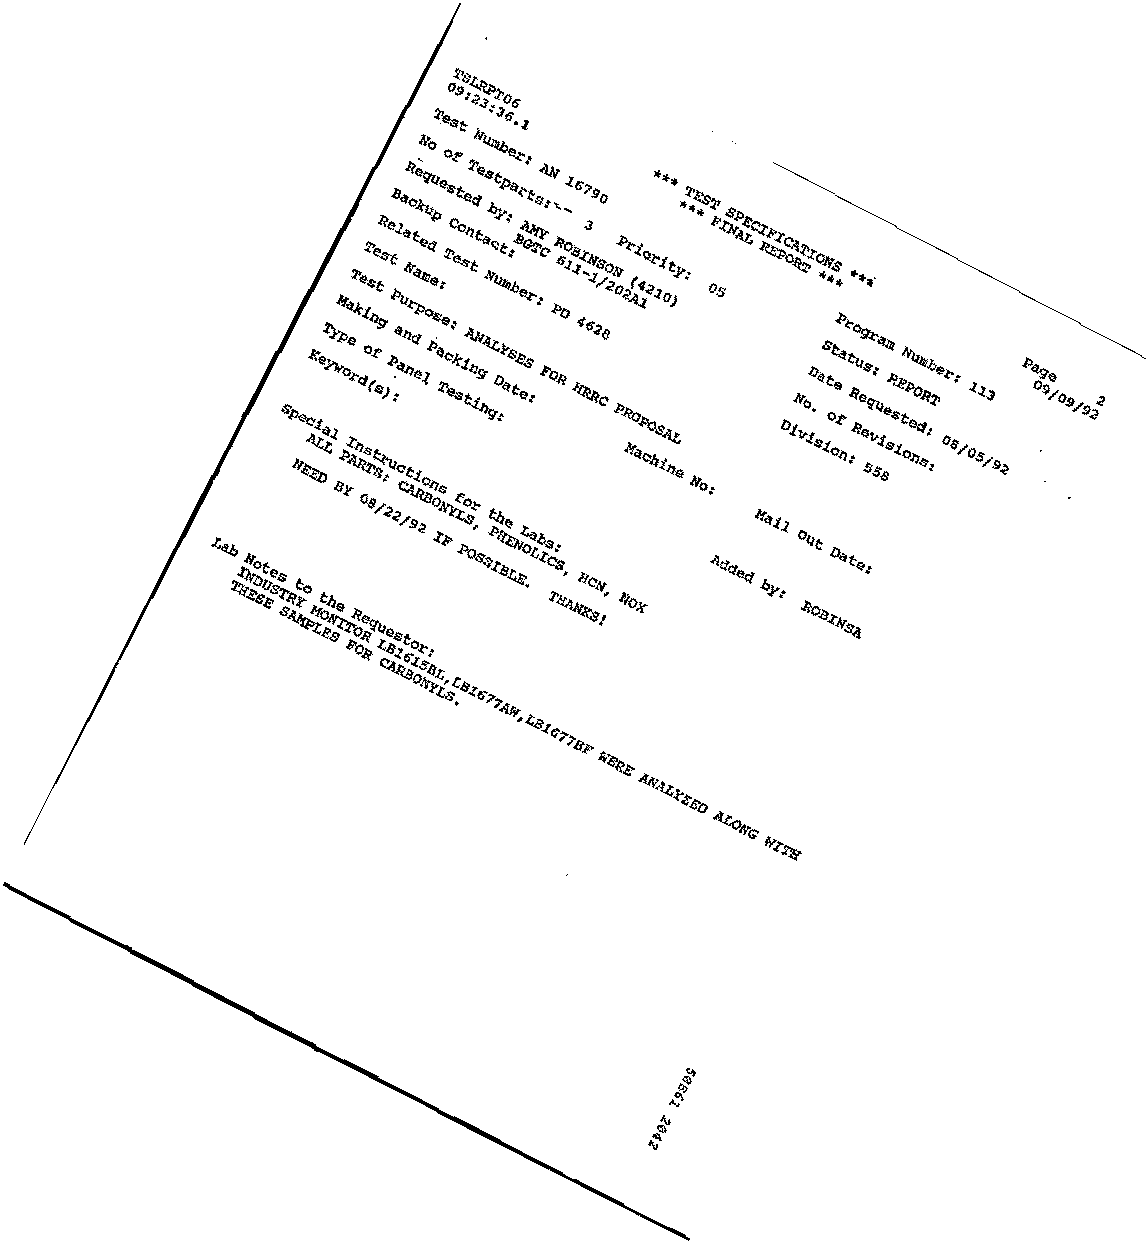 TSLRPT06
09:23:36.1
*** TEST SPECIFICATIONS ***
*** FINAL REPORT ***
Page 2
09/09/92
Test Number: AN 16790
Program Number: 113
No of Testparts:-- 3 Priority: 05
Status: REPORT
Requested by: AMY ROBINSON (4210)
BGTC 611-1/202A1
Date Requested: 08/05/92
Backup Contact:
No. of Revisions:
Related Test Number: PD 4628
Division: 558
Test Name:
Test Purpose: ANALYSES FOR HRRC PROPOSAL
Making and Packing Date:
Machine No:
Mail Out Date:
Type of Panel Testing:
Keyword(s):
Added by: ROBINSA
Special Instructions for the Labs:
ALL PARTS: CARBONYLS, PHENOLICS, HCN, NOX
NEED BY 08/22/92 IF POSSIBLE. THANKS!
Lab Notes to the Requestor:
INDUSTRY MONITOR LB1615BL,LB1677AW,LB1677BF WERE ANALYZED ALONG WITH
THESE SAMPLES FOR CARBONYLS.
2042